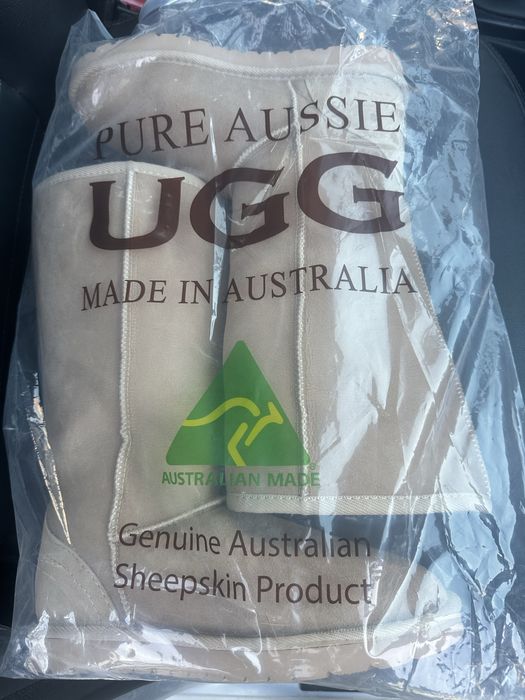 PURE AUSSIE
UGG
MADE IN AUSTRALIA
AUSTRALIAN MADE
Genuine Australian
Sheepskin Product